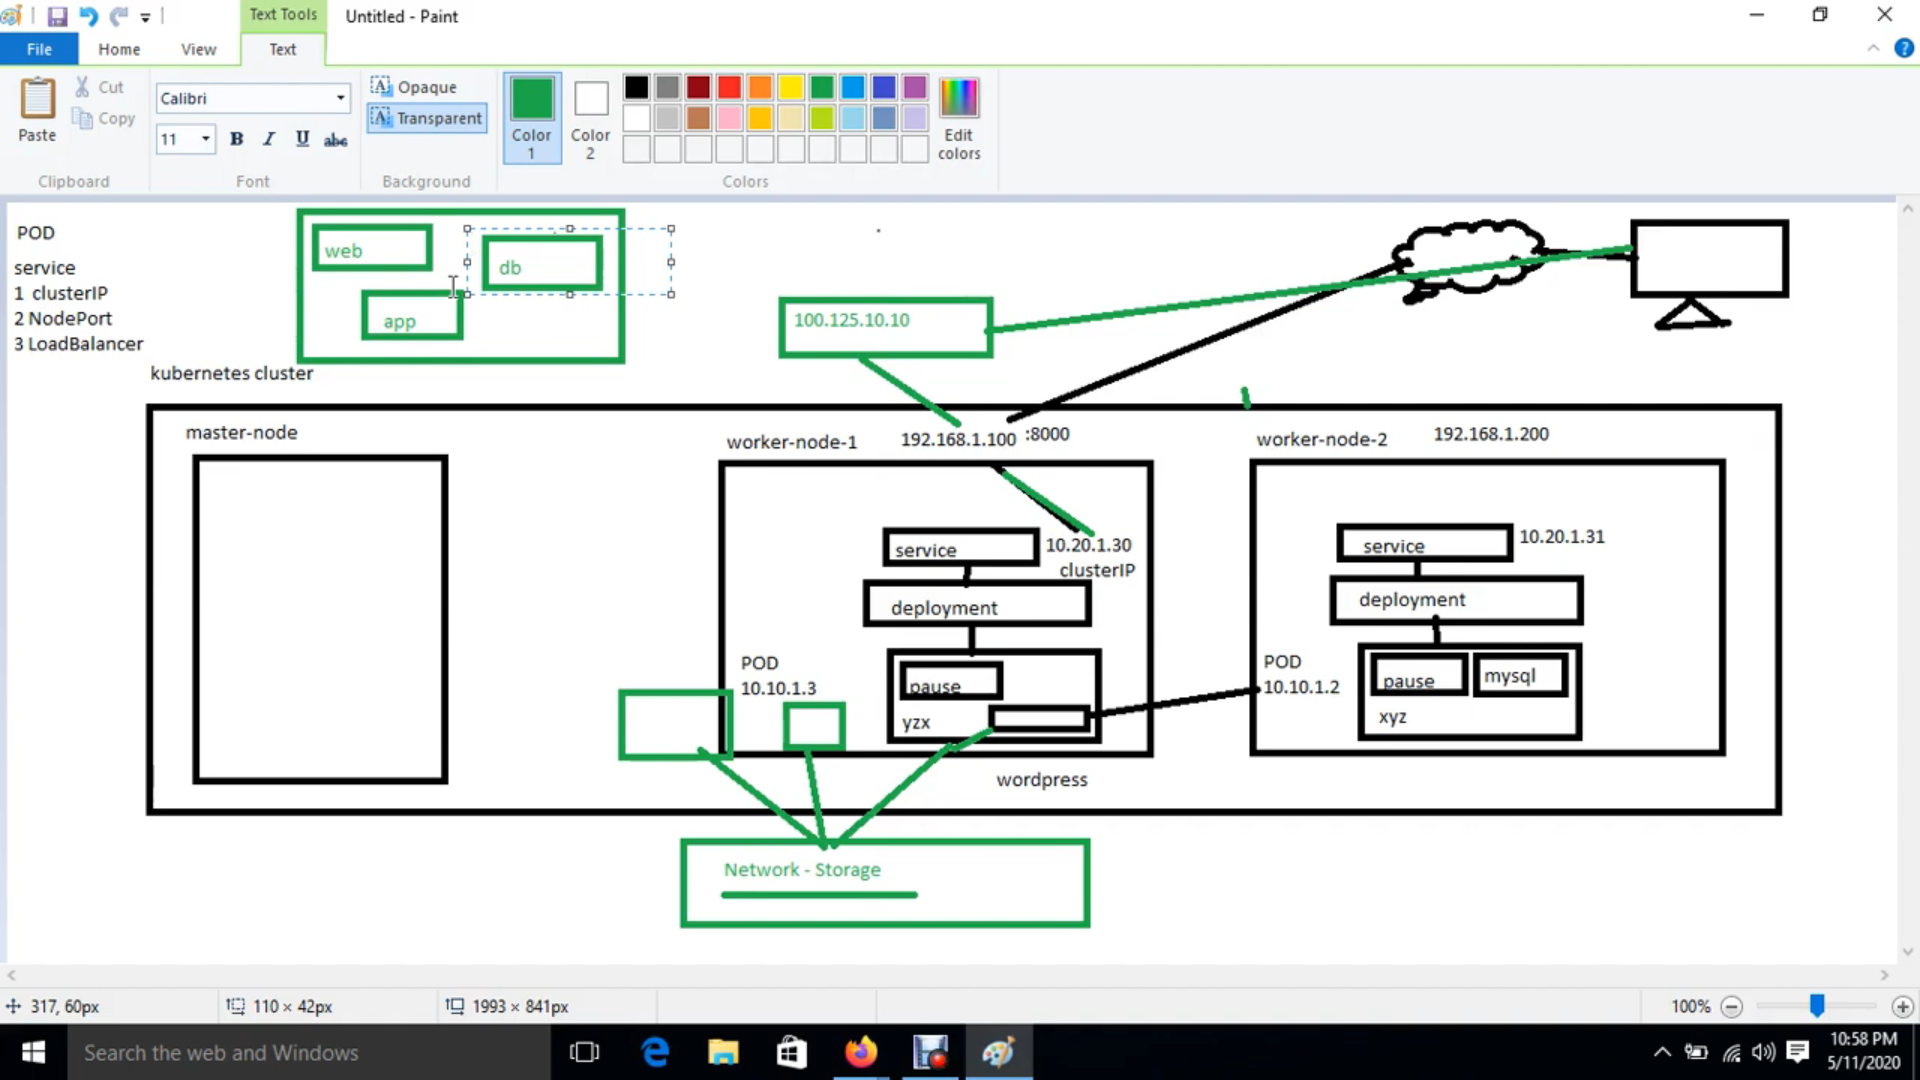 Text Tools
Untitled - Paint
File
Home
View
Text
Paste
Cut
Copy
Clipboard
Calibri
11
B
I
U
abc
Font
Opaque
Transparent
Background
Color
1
Color
2
Edit
colors
Colors
POD
service
1 clusterIP
2 NodePort
3 LoadBalancer
kubernetes cluster
web
db
app
100.125.10.10
master-node
worker-node-1
192.168.1.100
:8000
worker-node-2
192.168.1.200
service
10.20.1.30
clusterIP
deployment
POD
10.10.1.3
pause
yzx
wordpress
service
10.20.1.31
deployment
POD
10.10.1.2
pause
mysql
xyz
Network - Storage
317, 60px
110 × 42px
1993 × 841px
100%
Search the web and Windows
10:58 PM
5/11/2020